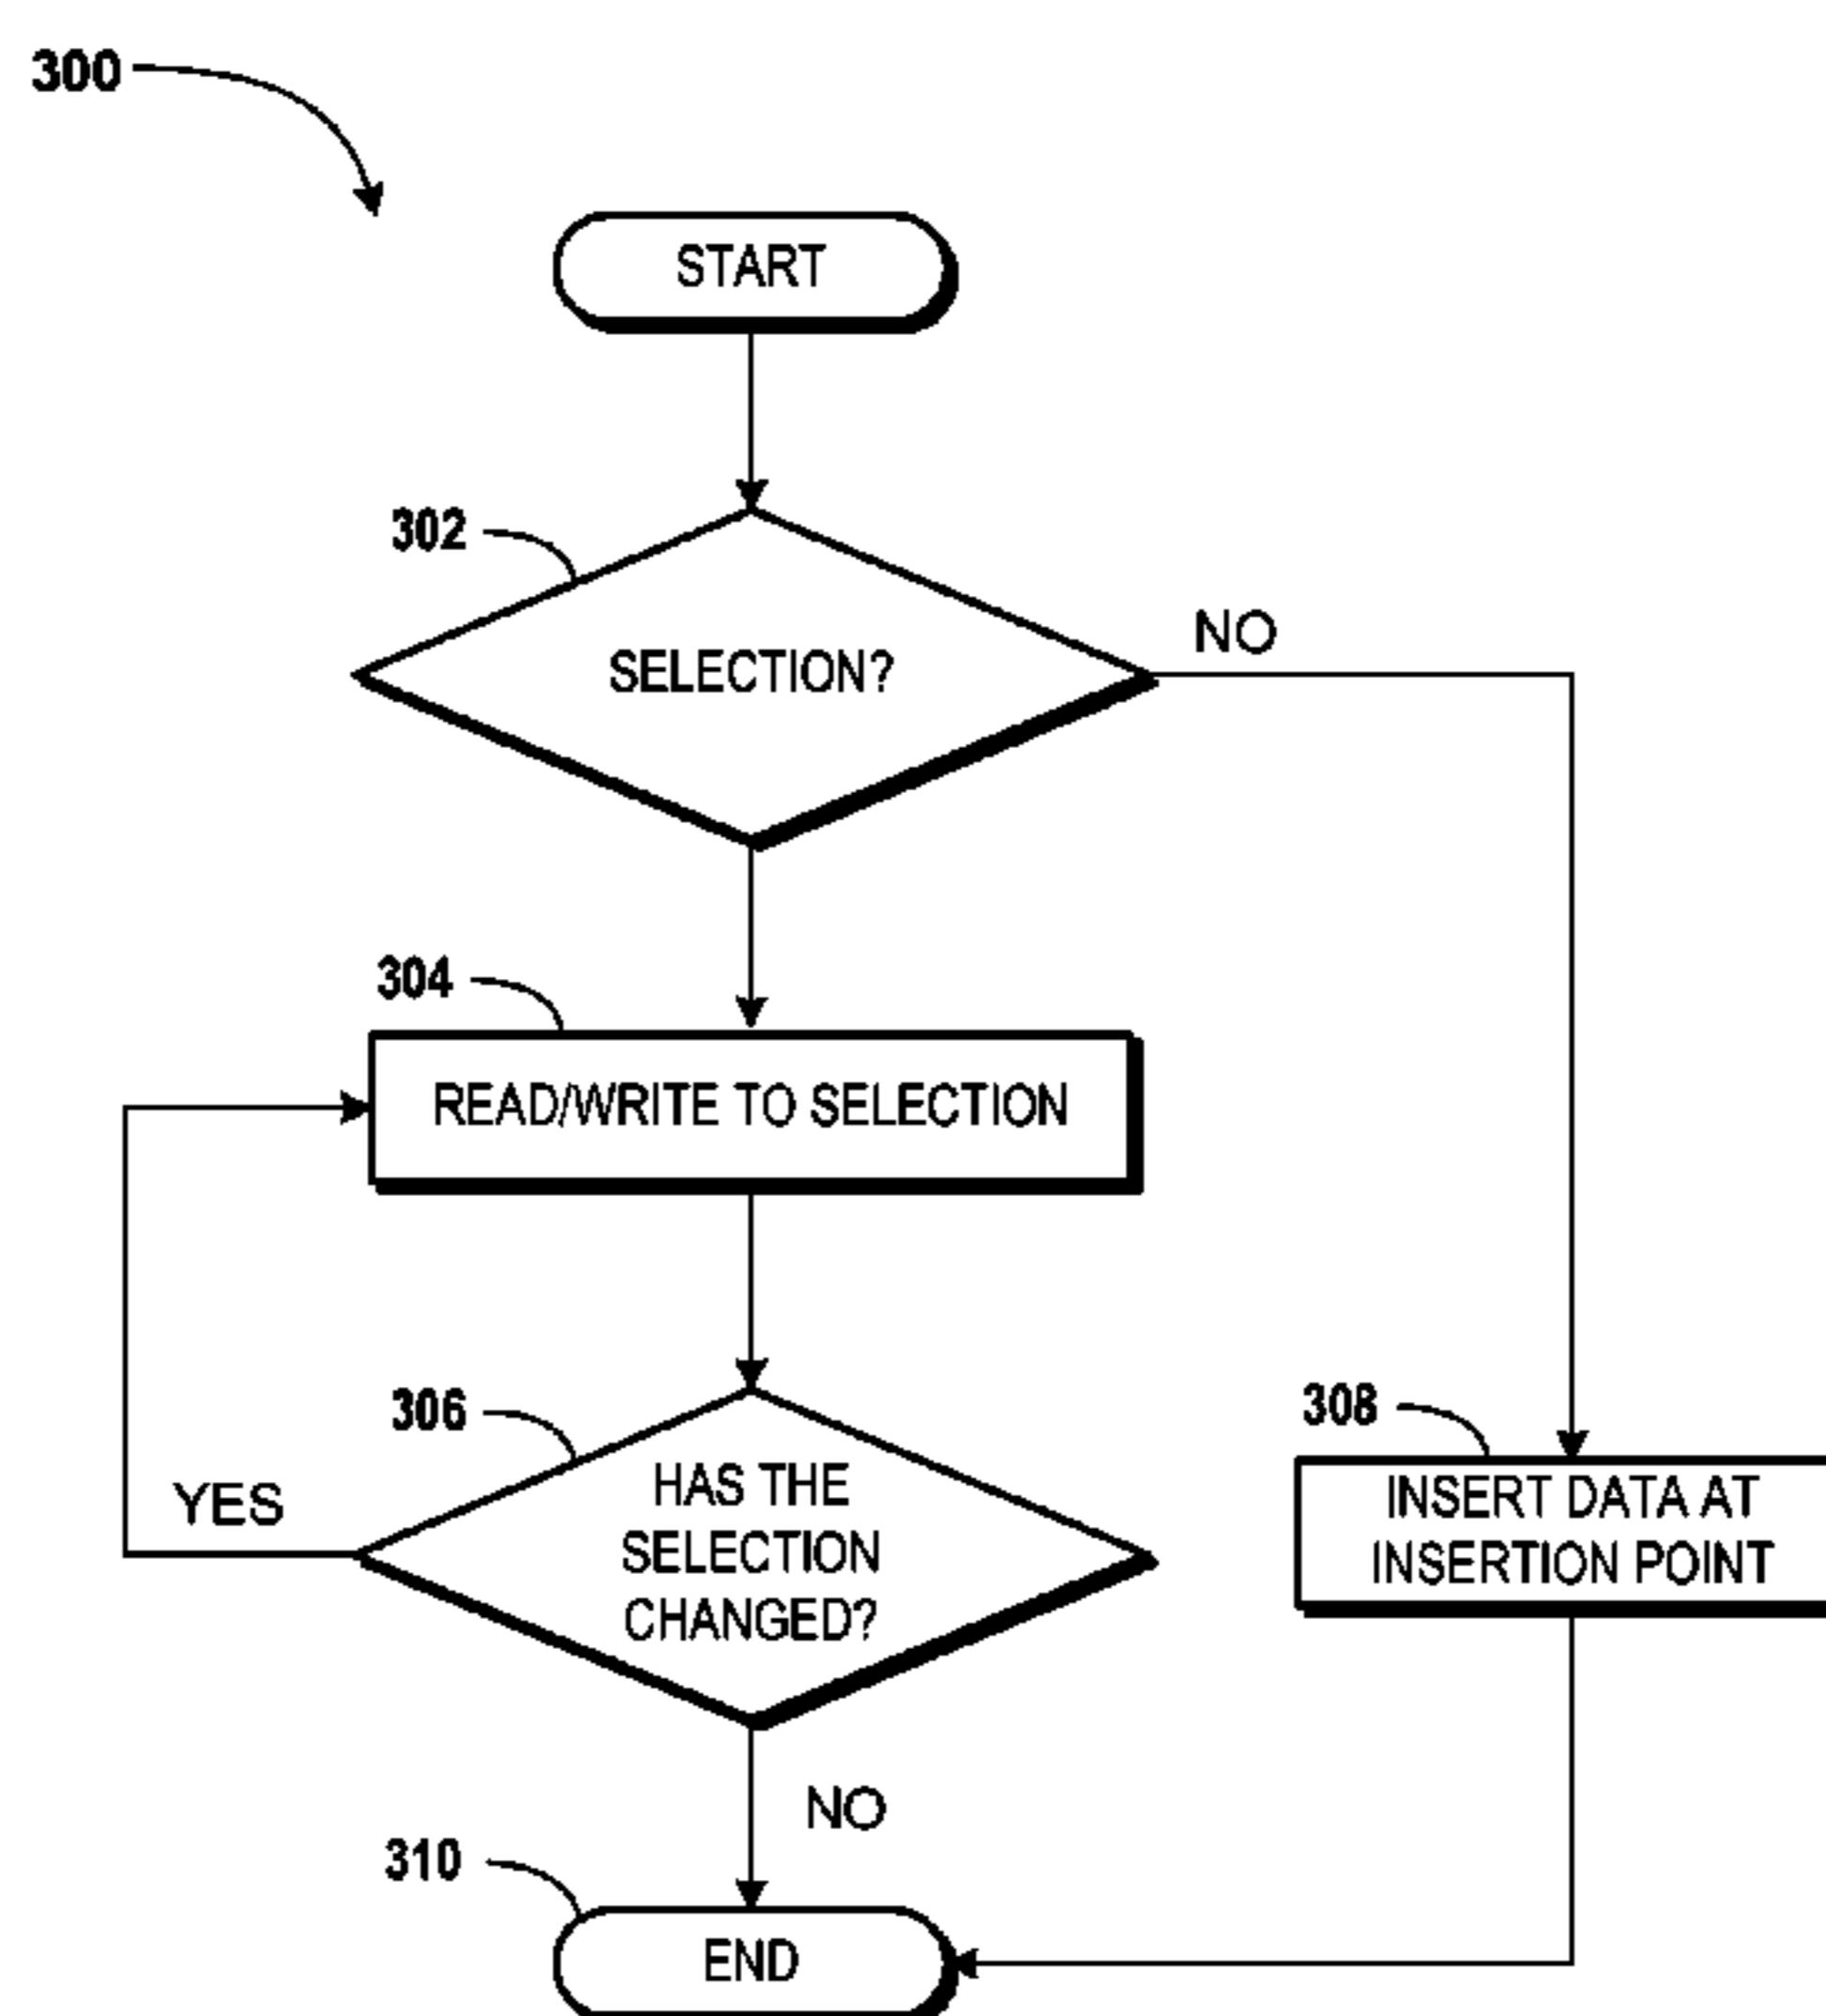 300
START
302
SELECTION?
NO
304
READ/WRITE TO SELECTION
306
HAS THE
SELECTION
CHANGED?
YES
308
INSERT DATA AT
INSERTION POINT
NO
310
END